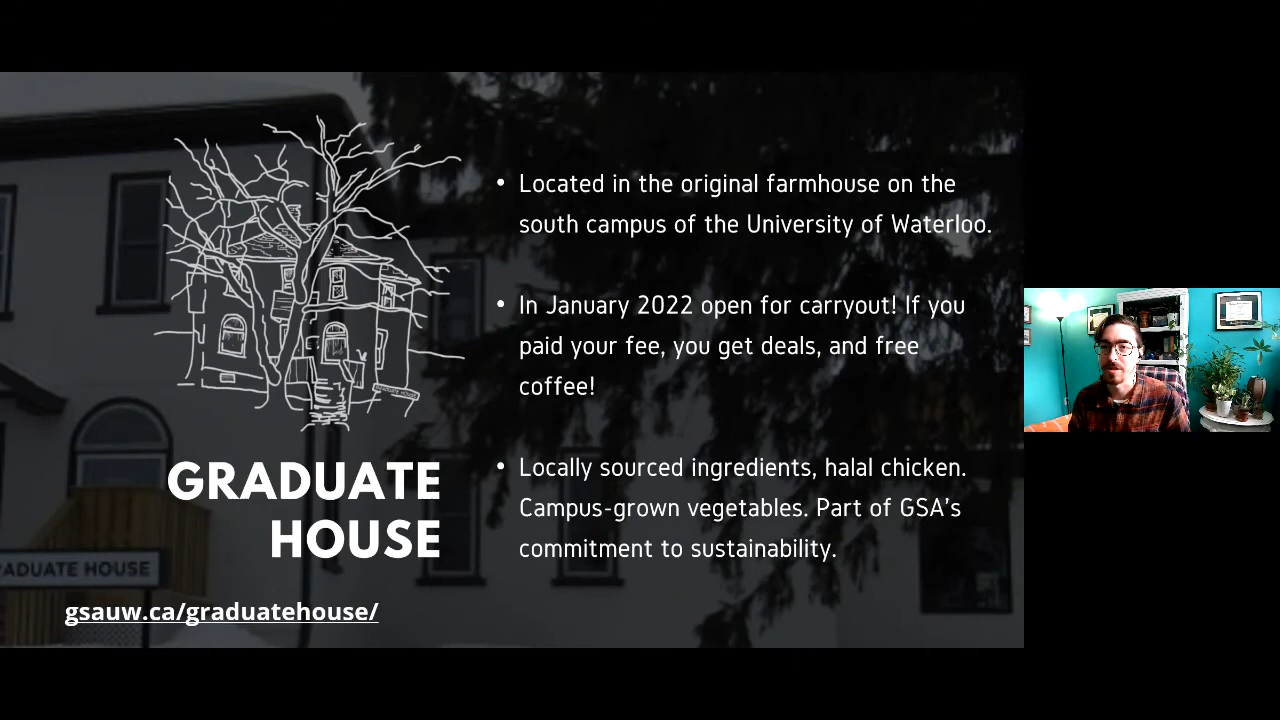 GRADUATE
HOUSE
gsauw.ca/graduatehouse/
• Located in the original farmhouse on the
south campus of the University of Waterloo.
• In January 2022 open for carryout! If you
paid your fee, you get deals, and free
coffee!
• Locally sourced ingredients, halal chicken.
Campus-grown vegetables. Part of GSA's
commitment to sustainability.
ADUATE HOUSE